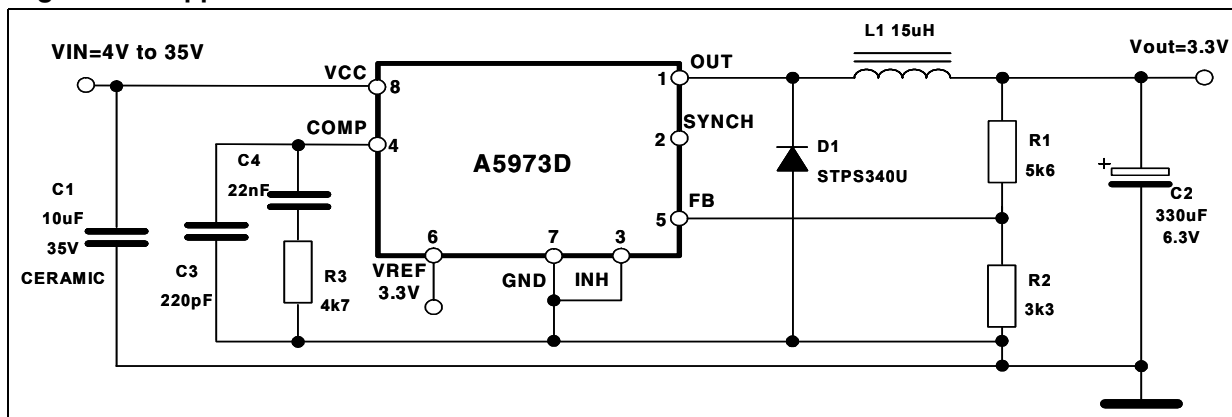 L1 15uH
VIN=4V to 35V
Vout=3.3V
VCC
8
OUT
1
COMP
4
SYNCH
2
A5973D
C4
22nF
D1
STPS340U
R1
5k6
FB
5
C1
10uF
35V
CERAMIC
+
C2
330uF
6.3V
6
7
3
VREF
3.3V
GND
INH
C3
220pF
R3
4k7
R2
3k3